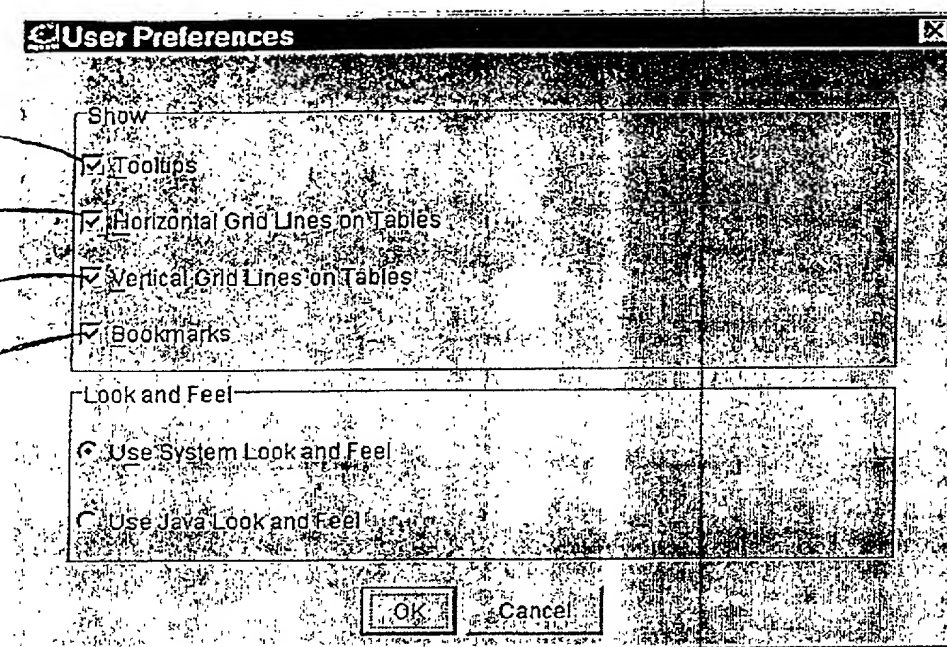 User Preferences
Show
Tooltips
Horizontal Grid Lines on Tables
Vertical Grid Lines on Tables
Bookmarks
Look and Feel
Use System Look and Feel
Use Java Look and Feel
OK Cancel